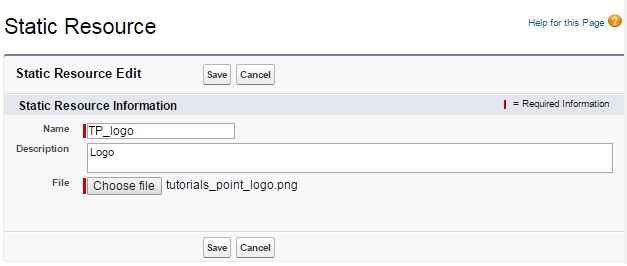 Static Resource
Help for this Page ?
Static Resource Edit Save Cancel
Static Resource Information = Required Information
Name TP_logo
Description Logo
File Choose file tutorials_point_logo.png
Save Cancel